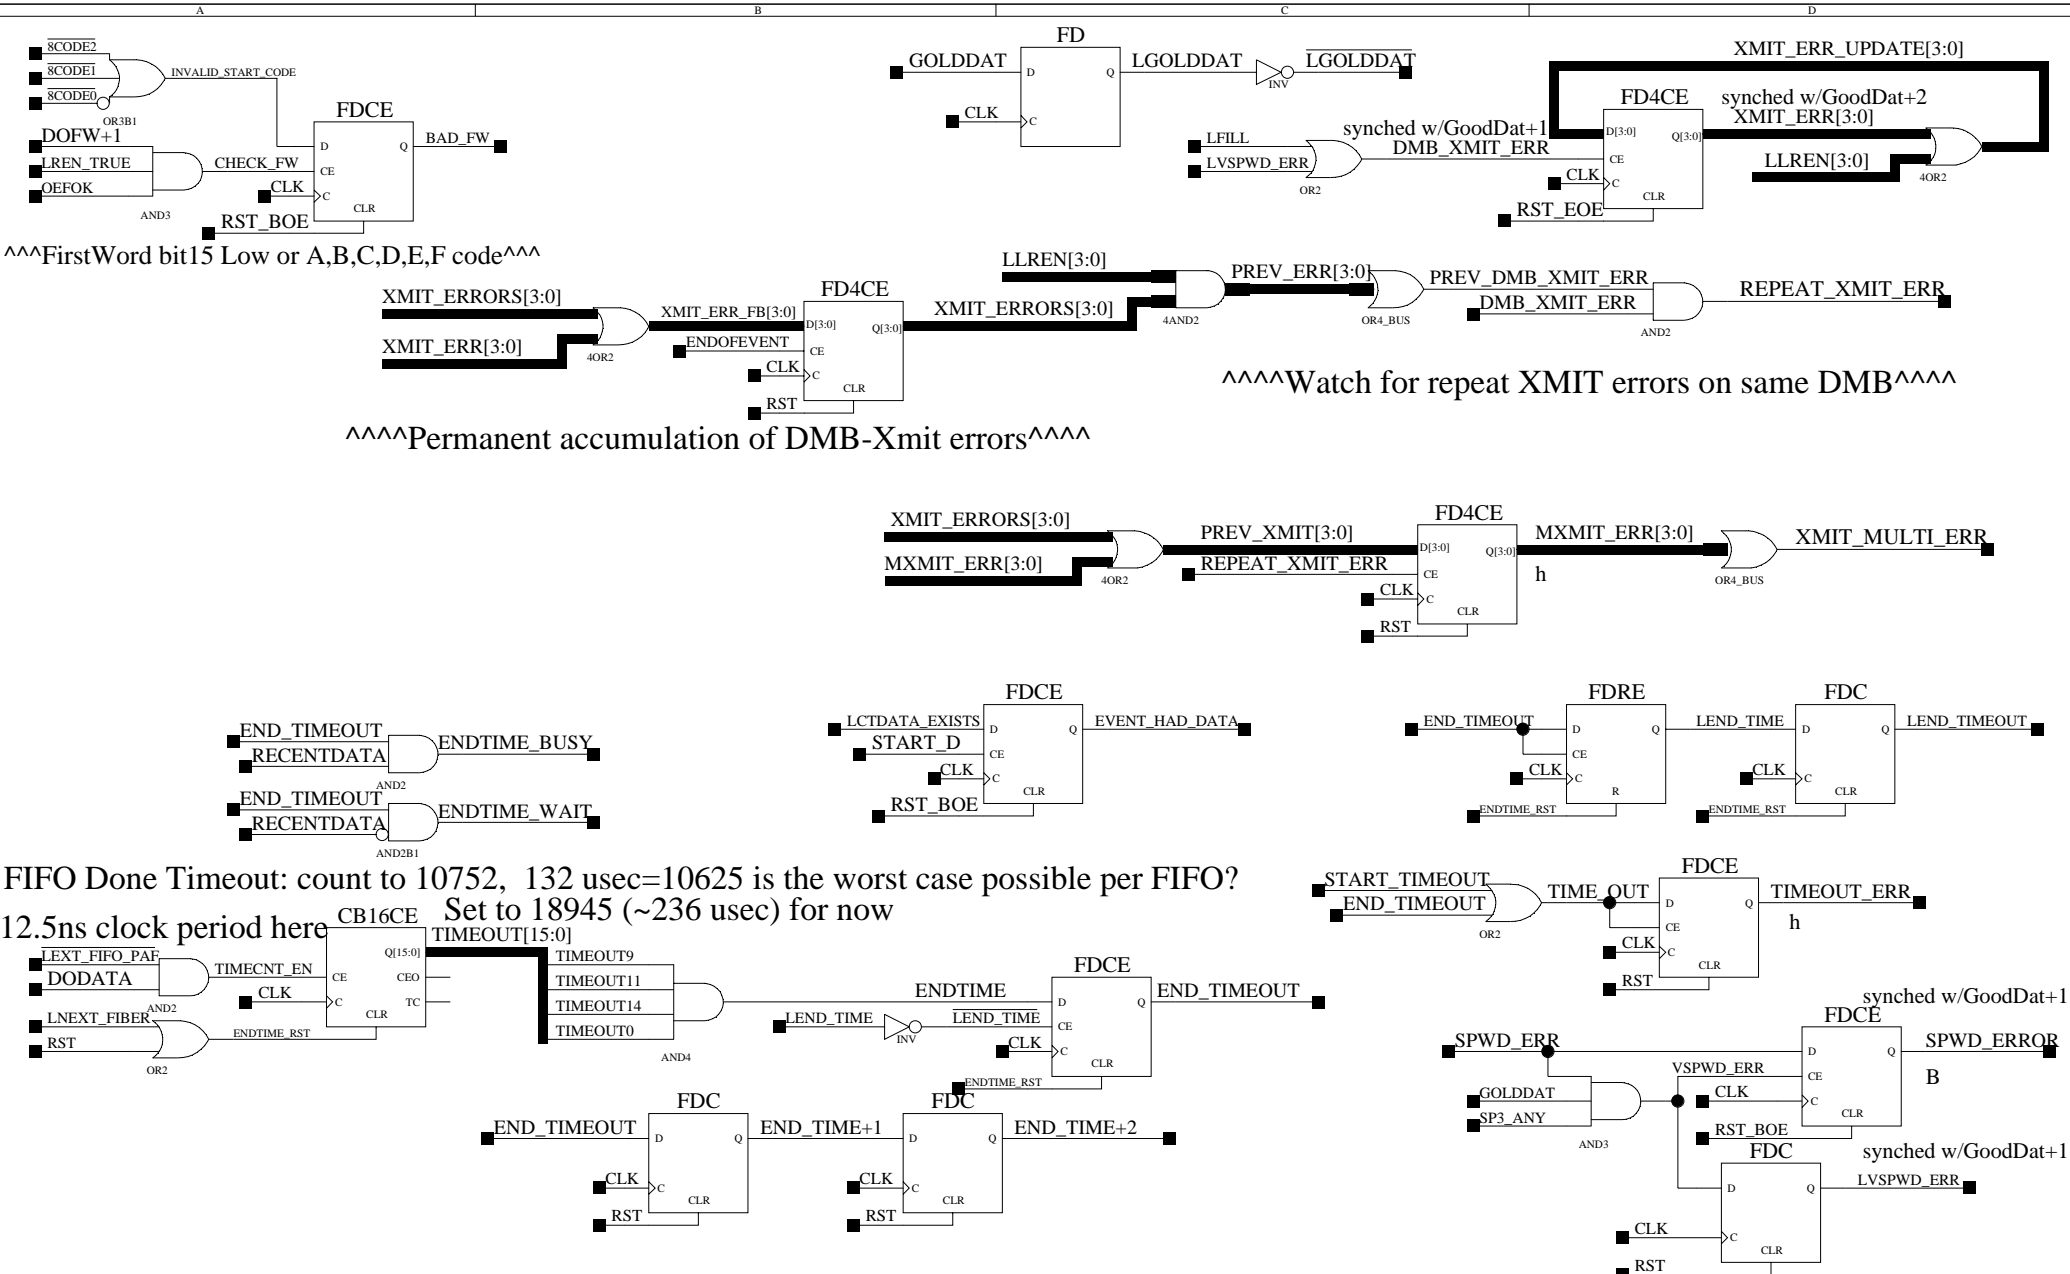 A B C D
8CODE2
8CODE1
8CODE0
INVALID_START_CODE
OR3B1
DOFW+1
LREN_TRUE
OEFOK
CHECK_FW
AND3
FDCE
D Q
CE
C
CLR
CLK
RST_BOE
BAD_FW
^^^FirstWord bit15 Low or A,B,C,D,E,F code^^^
FD
GOLDDAT
D Q
LGOLDDAT
INV
LGOLDDAT
CLK
C
XMIT_ERR_UPDATE[3:0]
LFILL
LVSPWD_ERR
OR2
synched w/GoodDat+1
DMB_XMIT_ERR
FD4CE
D[3:0] Q[3:0]
CE
C
CLR
CLK
RST_EOE
synched w/GoodDat+2
XMIT_ERR[3:0]
LLREN[3:0]
4OR2
XMIT_ERRORS[3:0]
XMIT_ERR[3:0]
4OR2
XMIT_ERR_FB[3:0]
ENDOFEVENT
FD4CE
D[3:0] Q[3:0]
CE
C
CLR
CLK
RST
XMIT_ERRORS[3:0]
LLREN[3:0]
4AND2
PREV_ERR[3:0]
OR4_BUS
PREV_DMB_XMIT_ERR
DMB_XMIT_ERR
AND2
REPEAT_XMIT_ERR
^^^^Watch for repeat XMIT errors on same DMB^^^^
^^^^Permanent accumulation of DMB-Xmit errors^^^^
XMIT_ERRORS[3:0]
MXMIT_ERR[3:0]
4OR2
PREV_XMIT[3:0]
REPEAT_XMIT_ERR
FD4CE
D[3:0] Q[3:0]
CE
C
CLR
CLK
RST
MXMIT_ERR[3:0]
h
OR4_BUS
XMIT_MULTI_ERR
END_TIMEOUT
RECENTDATA
AND2
ENDTIME_BUSY
END_TIMEOUT
RECENTDATA
AND2B1
ENDTIME_WAIT
FDCE
LCTDATA_EXISTS
START_D
D Q
CE
C
CLR
CLK
RST_BOE
EVENT_HAD_DATA
FDRE
END_TIMEOUT
D Q
CE
C
R
CLK
ENDTIME_RST
LEND_TIME
FDC
D Q
C
CLR
CLK
ENDTIME_RST
LEND_TIMEOUT
FIFO Done Timeout: count to 10752, 132 usec=10625 is the worst case possible per FIFO?
Set to 18945 (~236 usec) for now
12.5ns clock period here
CB16CE
LEXT_FIFO_PAF
DODATA
AND2
TIMECNT_EN
CLK
LNEXT_FIBER
RST
OR2
ENDTIME_RST
Q[15:0]
CE CEO
C TC
CLR
TIMEOUT[15:0]
TIMEOUT9
TIMEOUT11
TIMEOUT14
TIMEOUT0
AND4
ENDTIME
LEND_TIME
INV
LEND_TIME
FDCE
D Q
CE
C
CLR
CLK
ENDTIME_RST
END_TIMEOUT
START_TIMEOUT
END_TIMEOUT
OR2
TIME_OUT
FDCE
D Q
CE
C
CLR
CLK
RST
TIMEOUT_ERR
h
END_TIMEOUT
FDC
D Q
C
CLR
CLK
RST
END_TIME+1
FDC
D Q
C
CLR
CLK
RST
END_TIME+2
synched w/GoodDat+1
SPWD_ERR
GOLDDAT
SP3_ANY
AND3
VSPWD_ERR
FDCE
D Q
CE
C
CLR
CLK
RST_BOE
SPWD_ERROR
B
synched w/GoodDat+1
FDC
D Q
C
CLR
CLK
RST
LVSPWD_ERR